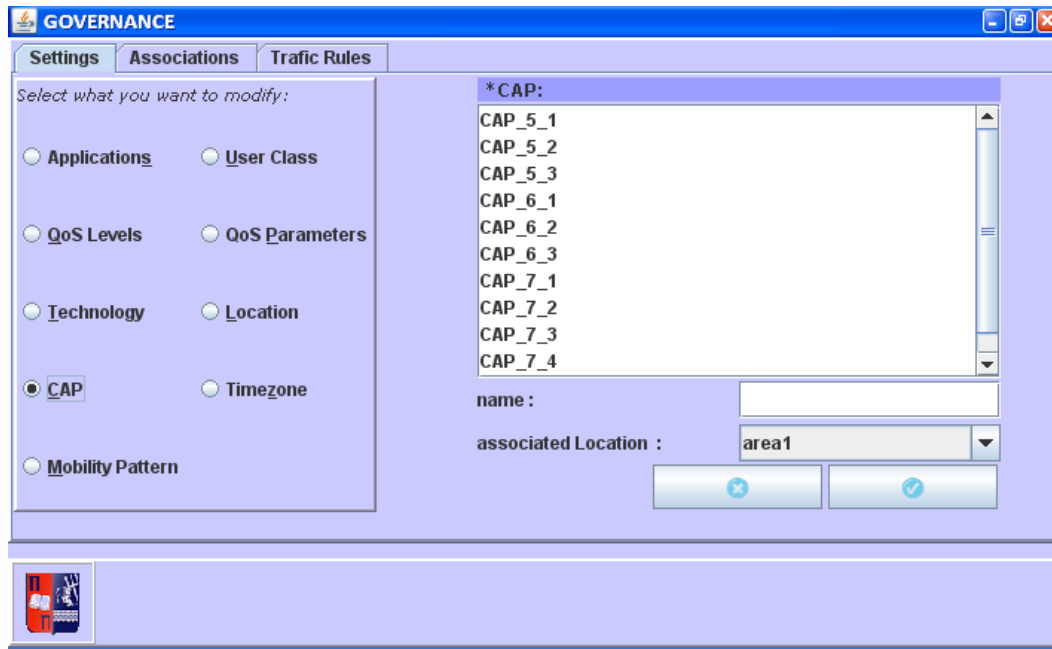 GOVERNANCE
Settings Associations Trafic Rules
Select what you want to modify:
Applications User Class
QoS Levels QoS Parameters
Technology Location
CAP Timezone
Mobility Pattern
*CAP:
CAP_5_1
CAP_5_2
CAP_5_3
CAP_6_1
CAP_6_2
CAP_6_3
CAP_7_1
CAP_7_2
CAP_7_3
CAP_7_4
name :
associated Location : area1
Π
Π